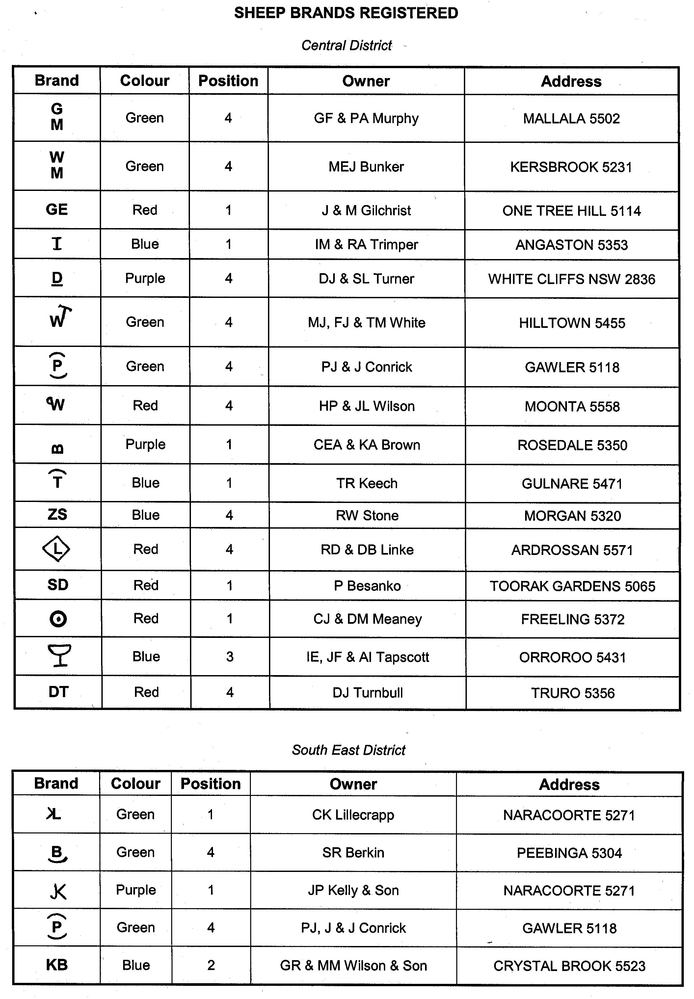 SHEEP BRANDS REGISTERED
Central District
Brand Colour Position Owner Address
G
M Green 4 GF & PA Murphy MALLALA 5502
W
M Green 4 MEJ Bunker KERSBROOK 5231
GE Red 1 J & M Gilchrist ONE TREE HILL 5114
I Blue 1 IM & RA Trimper ANGASTON 5353
D Purple 4 DJ & SL Turner WHITE CLIFFS NSW 2836
WT Green 4 MJ, FJ & TM White HILLTOWN 5455
P Green 4 PJ & J Conrick GAWLER 5118
W Red 4 HP & JL Wilson MOONTA 5558
B Purple 1 CEA & KA Brown ROSEDALE 5350
T Blue 1 TR Keech GULNARE 5471
ZS Blue 4 RW Stone MORGAN 5320
L Red 4 RD & DB Linke ARDROSSAN 5571
SD Red 1 P Besanko TOORAK GARDENS 5065
Red 1 CJ & DM Meaney FREELING 5372
Blue 3 IE, JF & AI Tapscott ORROROO 5431
DT Red 4 DJ Turnbull TRURO 5356
South East District
Brand Colour Position Owner Address
KL Green 1 CK Lillecrapp NARACOORTE 5271
B Green 4 SR Berkin PEEBINGA 5304
JK Purple 1 JP Kelly & Son NARACOORTE 5271
P Green 4 PJ, J & J Conrick GAWLER 5118
KB Blue 2 GR & MM Wilson & Son CRYSTAL BROOK 5523